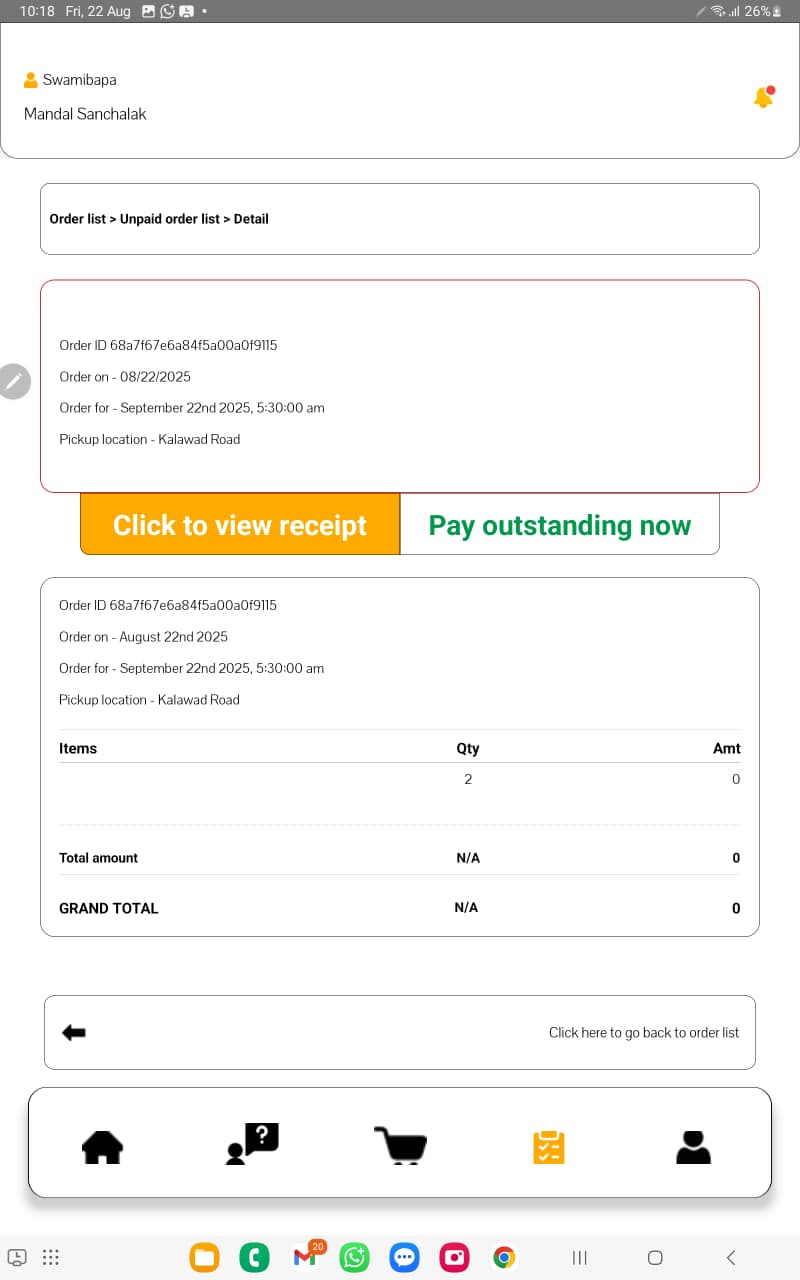 10:18 Fri, 22 Aug
26%
Swamibapa
Mandal Sanchalak
Order list > Unpaid order list > Detail
Order ID 68a7f67e6a84f5a00a0f9115
Order on - 08/22/2025
Order for - September 22nd 2025, 5:30:00 am
Pickup location - Kalawad Road
Click to view receipt
Pay outstanding now
Order ID 68a7f67e6a84f5a00a0f9115
Order on - August 22nd 2025
Order for - September 22nd 2025, 5:30:00 am
Pickup location - Kalawad Road
Items Qty Amt
2 0
Total amount N/A 0
GRAND TOTAL N/A 0
Click here to go back to order list
?
20